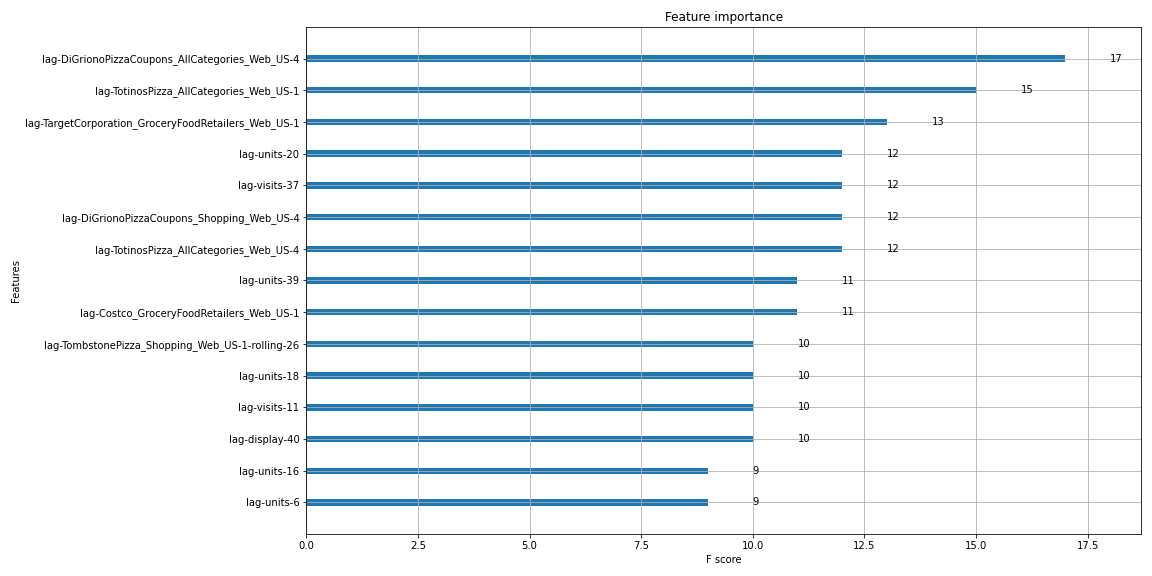 Feature importance
lag-DiGrionoPizzaCoupons_AllCategories_Web_US-4 17
lag-TotinosPizza_AllCategories_Web_US-1 15
lag-TargetCorporation_GroceryFoodRetailers_Web_US-1 13
lag-units-20 12
lag-visits-37 12
lag-DiGrionoPizzaCoupons_Shopping_Web_US-4 12
lag-TotinosPizza_AllCategories_Web_US-4 12
lag-units-39 11
lag-Costco_GroceryFoodRetailers_Web_US-1 11
lag-TombstonePizza_Shopping_Web_US-1-rolling-26 10
lag-units-18 10
lag-visits-11 10
lag-display-40 10
lag-units-16 9
lag-units-6 9
Features
0.0 2.5 5.0 7.5 10.0 12.5 15.0 17.5
F score